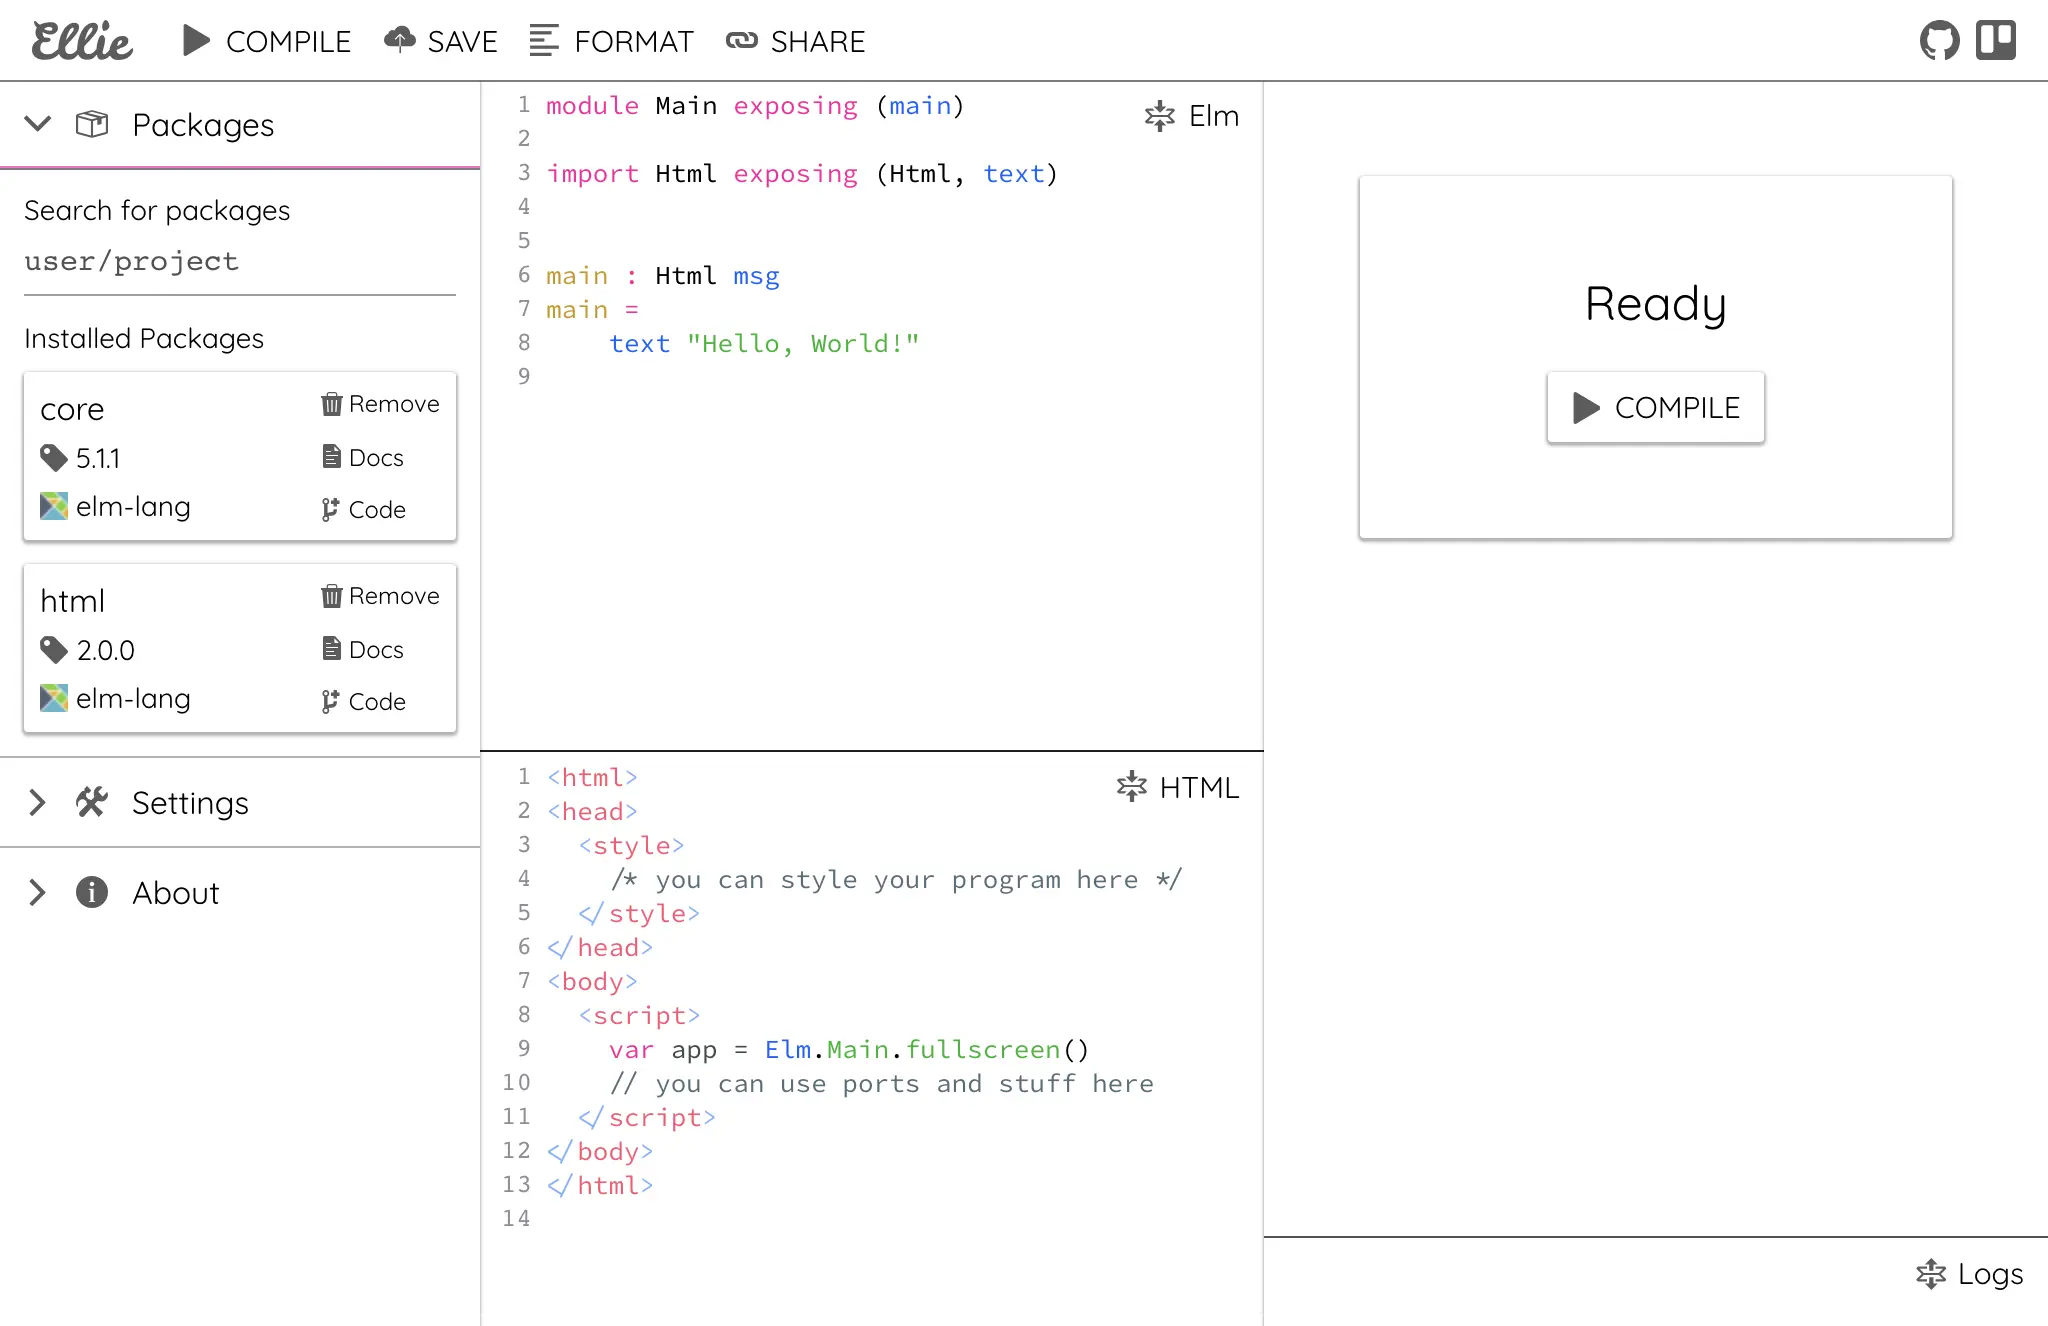 Ellie COMPILE SAVE FORMAT SHARE
Packages
Search for packages
user/project
Installed Packages
core
Remove
5.1.1
Docs
elm-lang
Code
html
Remove
2.0.0
Docs
elm-lang
Code
Settings
About
Elm
1 module Main exposing (main)
2
3 import Html exposing (Html, text)
4
5
6 main : Html msg
7 main =
8     text "Hello, World!"
9
HTML
1 <html>
2 <head>
3   <style>
4     /* you can style your program here */
5   </style>
6 </head>
7 <body>
8   <script>
9     var app = Elm.Main.fullscreen()
10     // you can use ports and stuff here
11   </script>
12 </body>
13 </html>
14
Ready
COMPILE
Logs